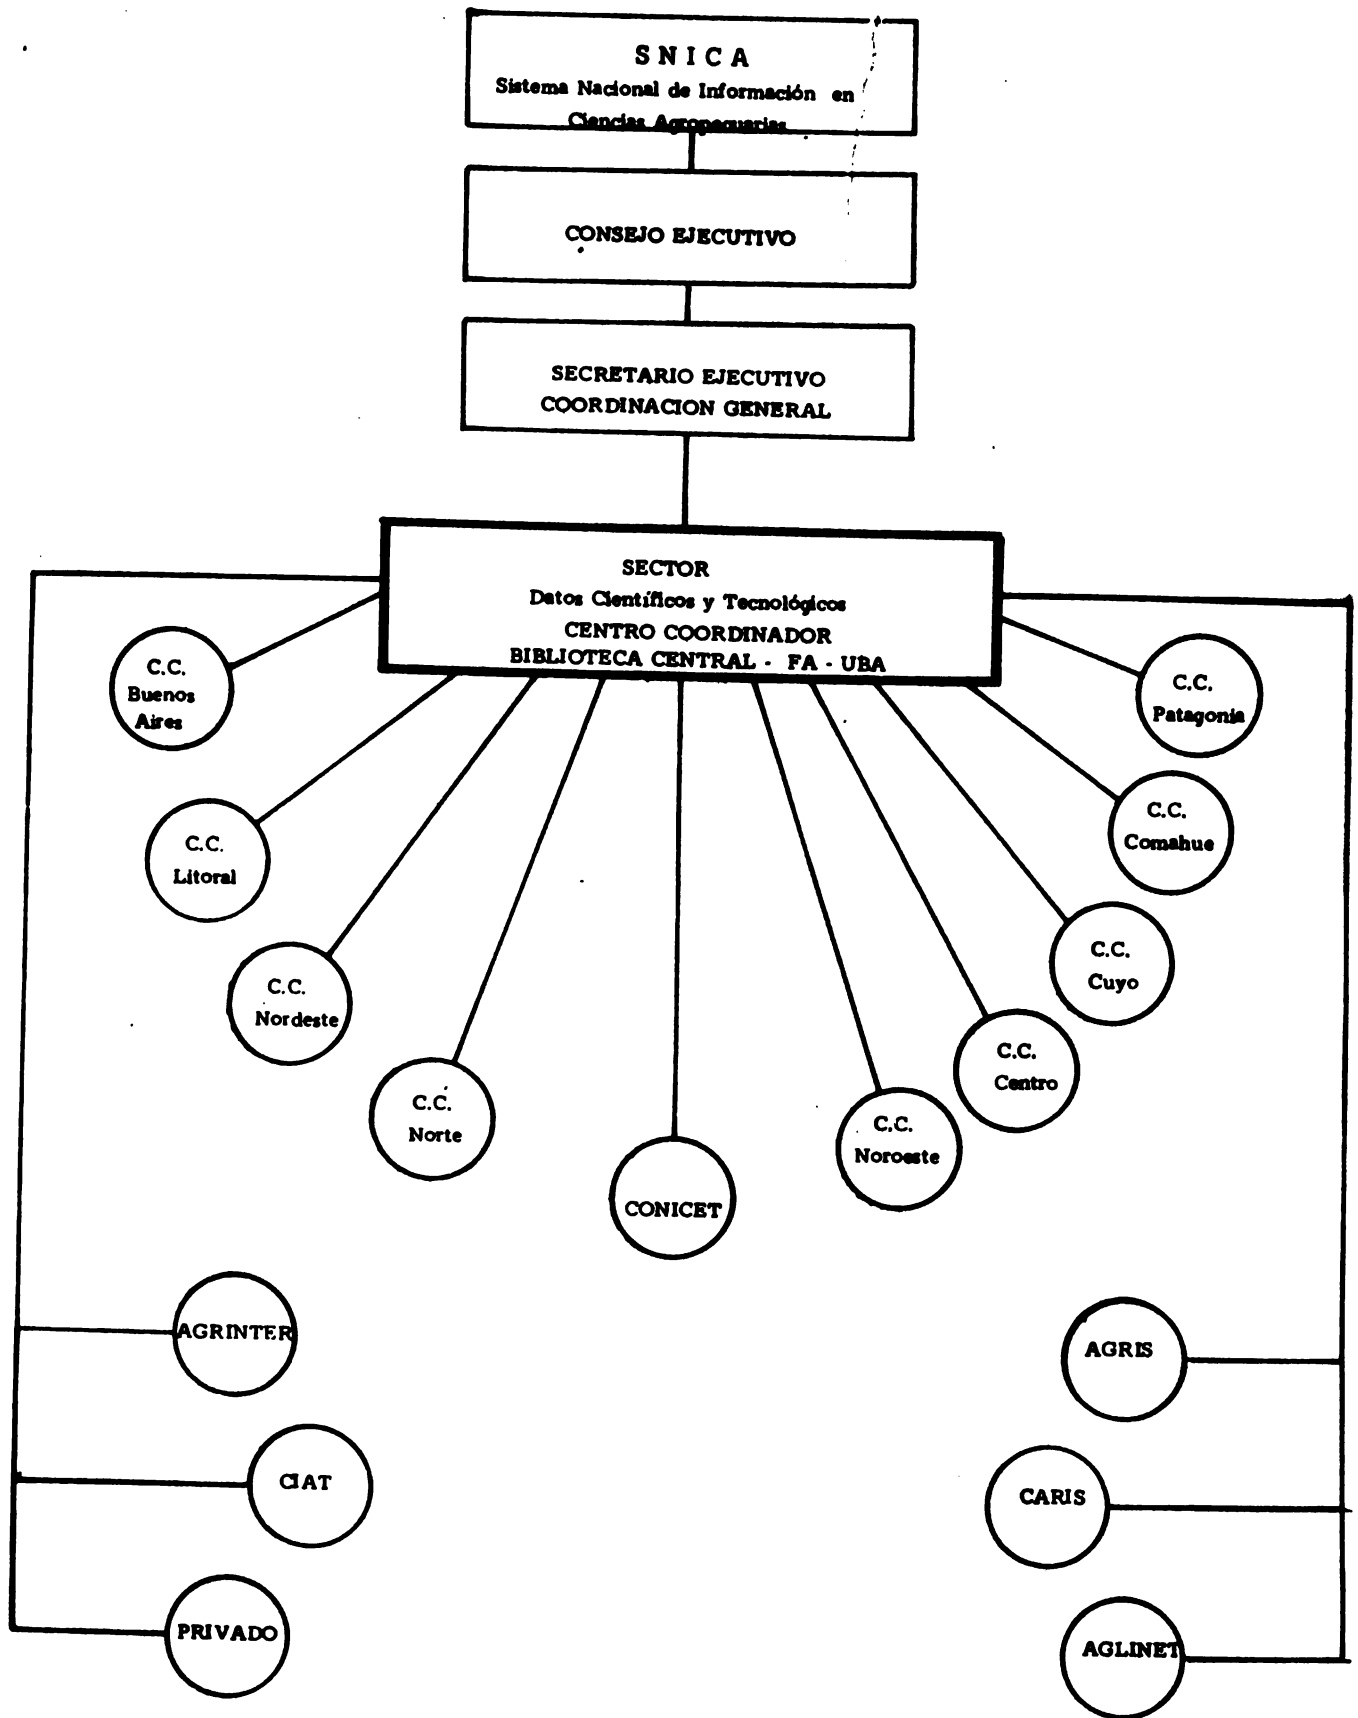 S N I C A
Sistema Nacional de Información en
Ciencias Agropecuarias
CONSEJO EJECUTIVO
SECRETARIO EJECUTIVO
COORDINACION GENERAL
SECTOR
Datos Científicos y Tecnológicos
CENTRO COORDINADOR
BIBLIOTECA CENTRAL - FA - UBA
C.C.
Buenos
Aires
C.C.
Patagonia
C.C.
Litoral
C.C.
Comahue
C.C.
Nordeste
C.C.
Cuyo
C.C.
Norte
C.C.
Centro
C.C.
Noroeste
CONICET
AGRINTER
AGRIS
CIAT
CARIS
PRIVADO
AGLINET